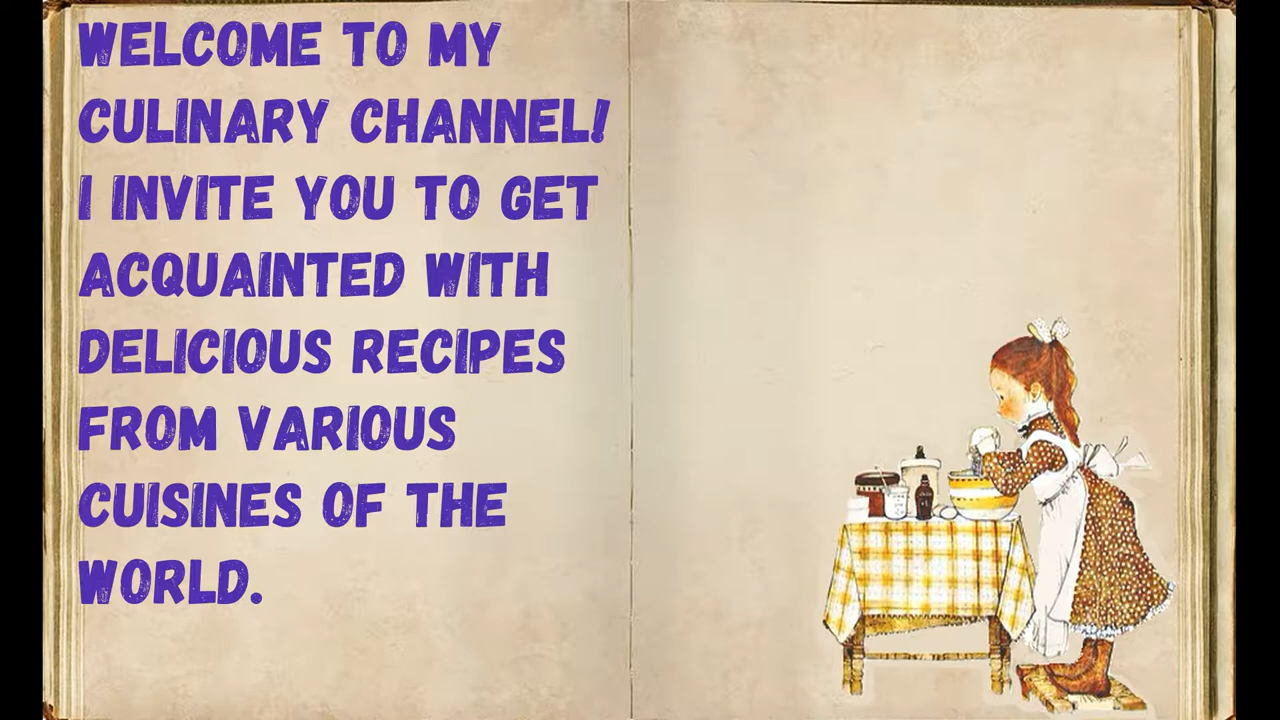 WELCOME TO MY
CULINARY CHANNEL!
I INVITE YOU TO GET
ACQUAINTED WITH
DELICIOUS RECIPES
FROM VARIOUS
CUISINES OF THE
WORLD.